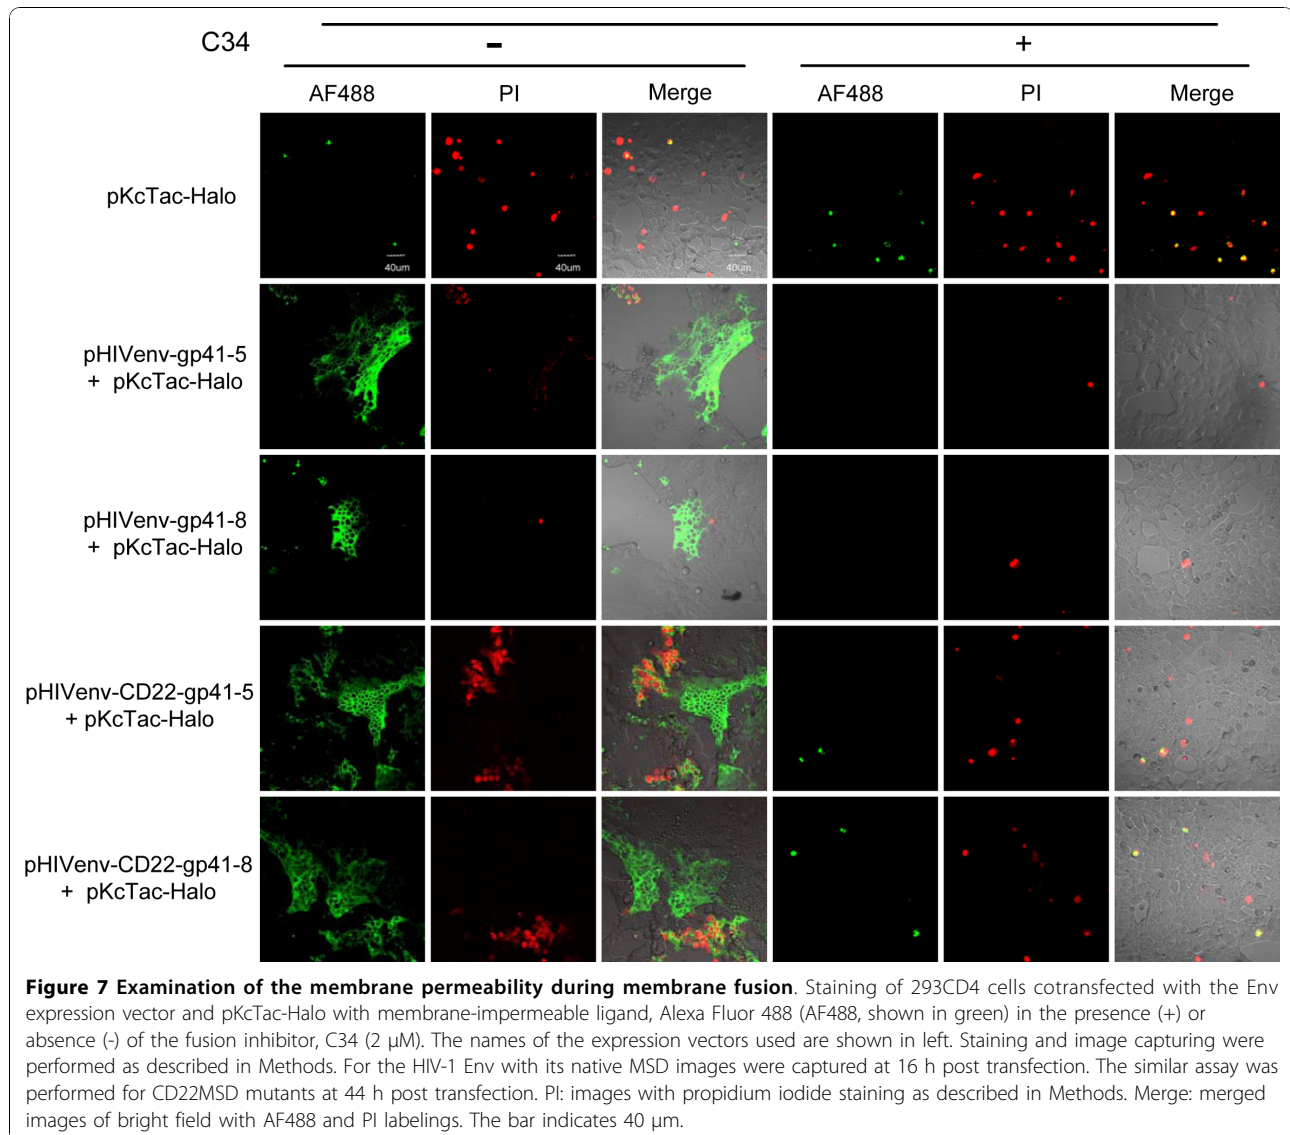 C34
-
+
AF488 PI Merge AF488 PI Merge
pKcTac-Halo
40um 40um 40um
pHIVenv-gp41-5
+ pKcTac-Halo
pHIVenv-gp41-8
+ pKcTac-Halo
pHIVenv-CD22-gp41-5
+ pKcTac-Halo
pHIVenv-CD22-gp41-8
+ pKcTac-Halo
Figure 7 Examination of the membrane permeability during membrane fusion. Staining of 293CD4 cells cotransfected with the Env
expression vector and pKcTac-Halo with membrane-impermeable ligand, Alexa Fluor 488 (AF488, shown in green) in the presence (+) or
absence (-) of the fusion inhibitor, C34 (2 μM). The names of the expression vectors used are shown in left. Staining and image capturing were
performed as described in Methods. For the HIV-1 Env with its native MSD images were captured at 16 h post transfection. The similar assay was
performed for CD22MSD mutants at 44 h post transfection. PI: images with propidium iodide staining as described in Methods. Merge: merged
images of bright field with AF488 and PI labelings. The bar indicates 40 μm.